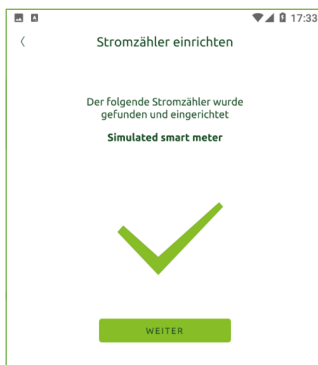 17:33
Stromzähler einrichten
Der folgende Stromzähler wurde
gefunden und eingerichtet
Simulated smart meter
WEITER